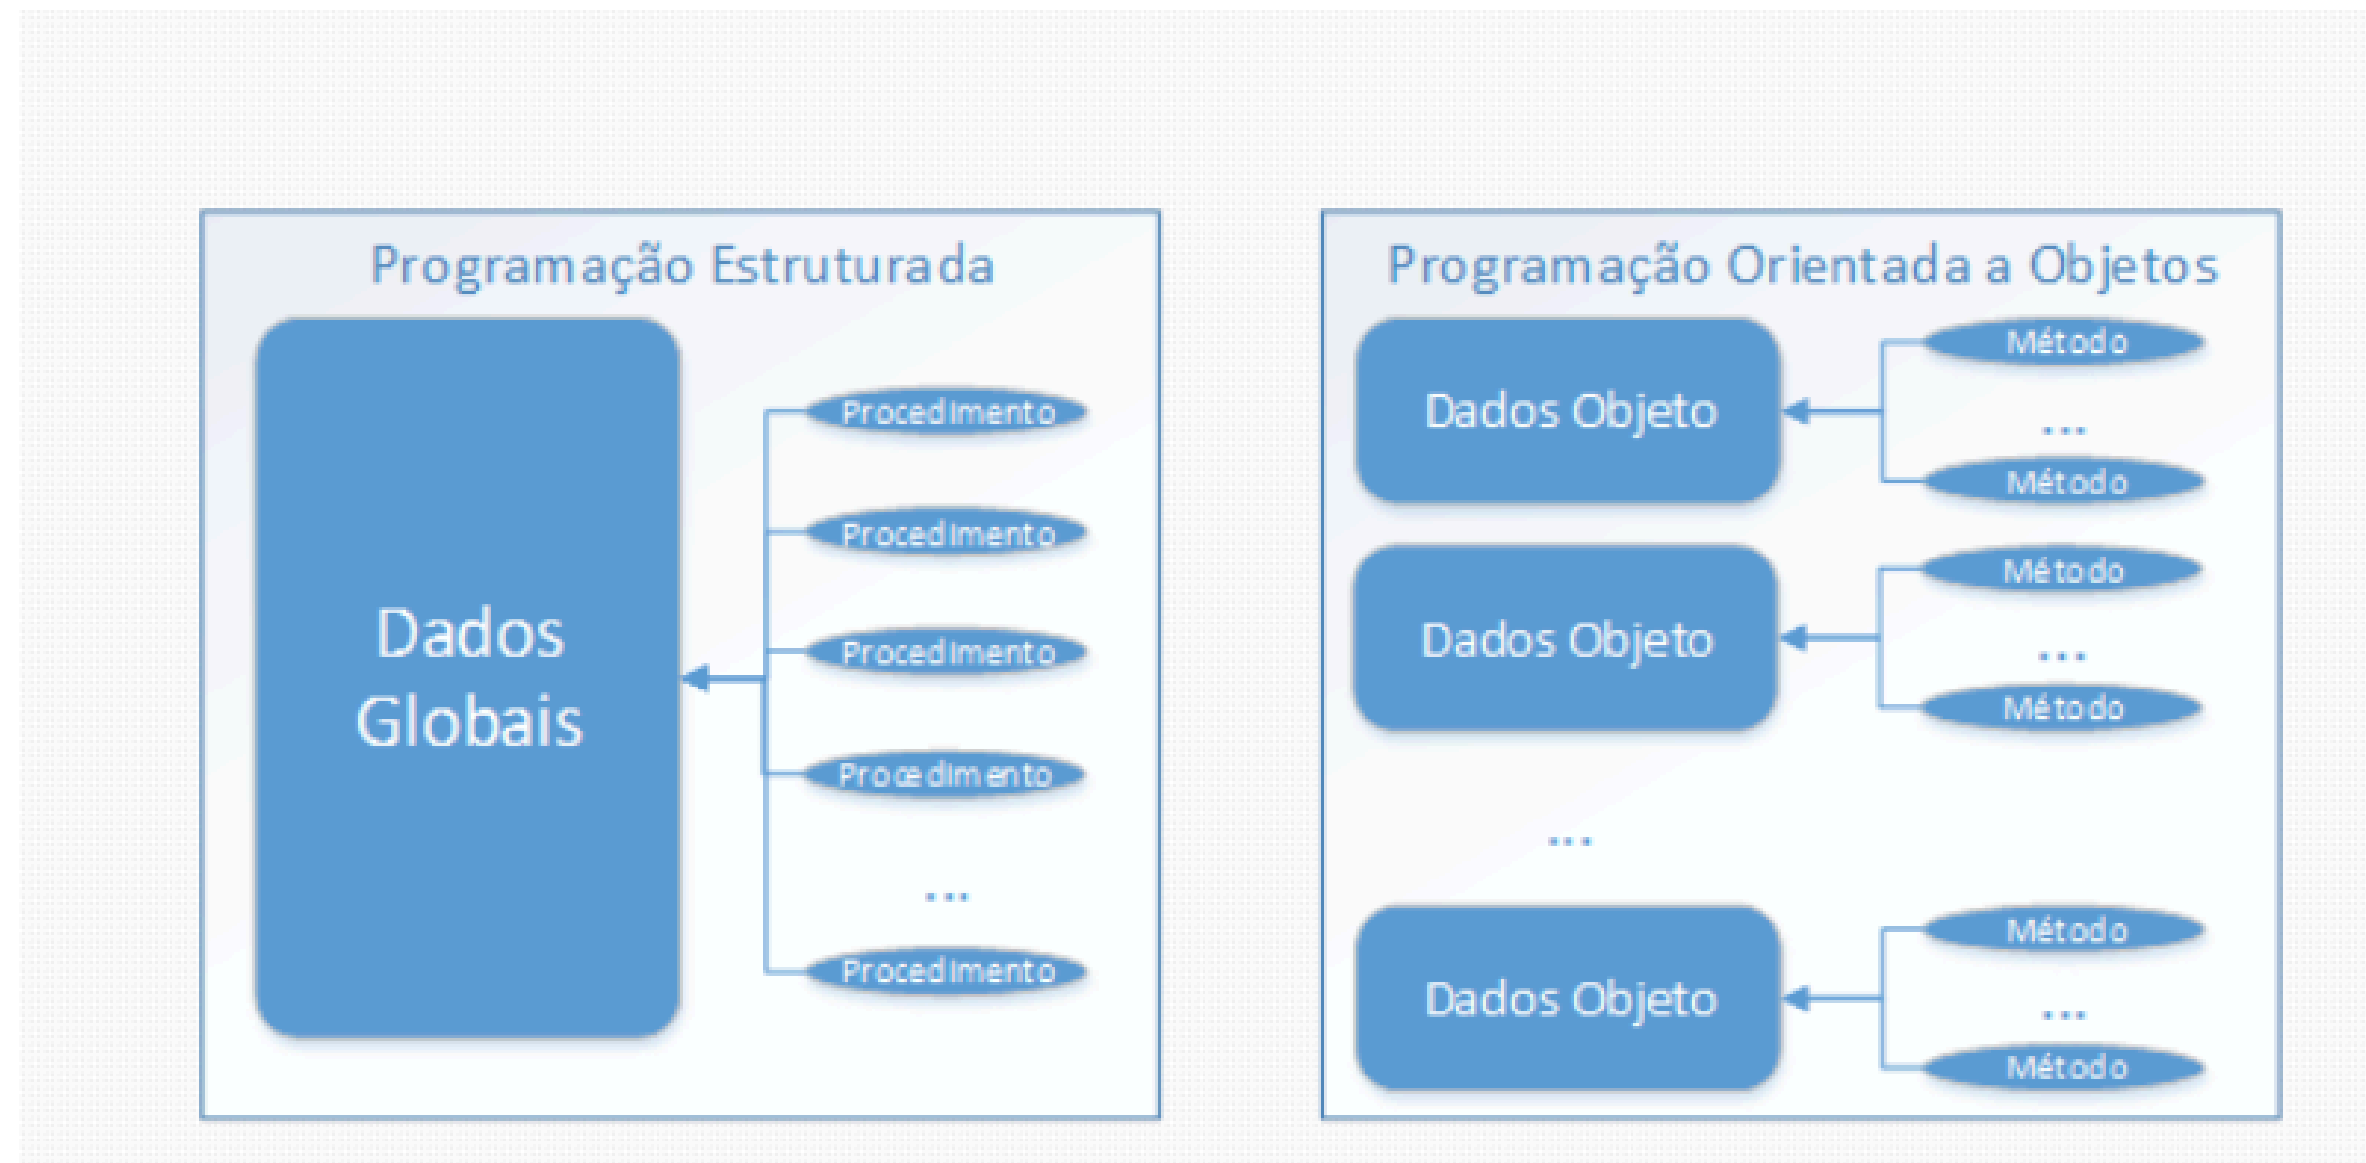 Programação Estruturada
Dados
Globais
Procedimento
Procedimento
Procedimento
Procedimento
...
Procedimento
Programação Orientada a Objetos
Dados Objeto
Método
...
Método
Dados Objeto
Método
...
Método
...
Dados Objeto
Método
...
Método